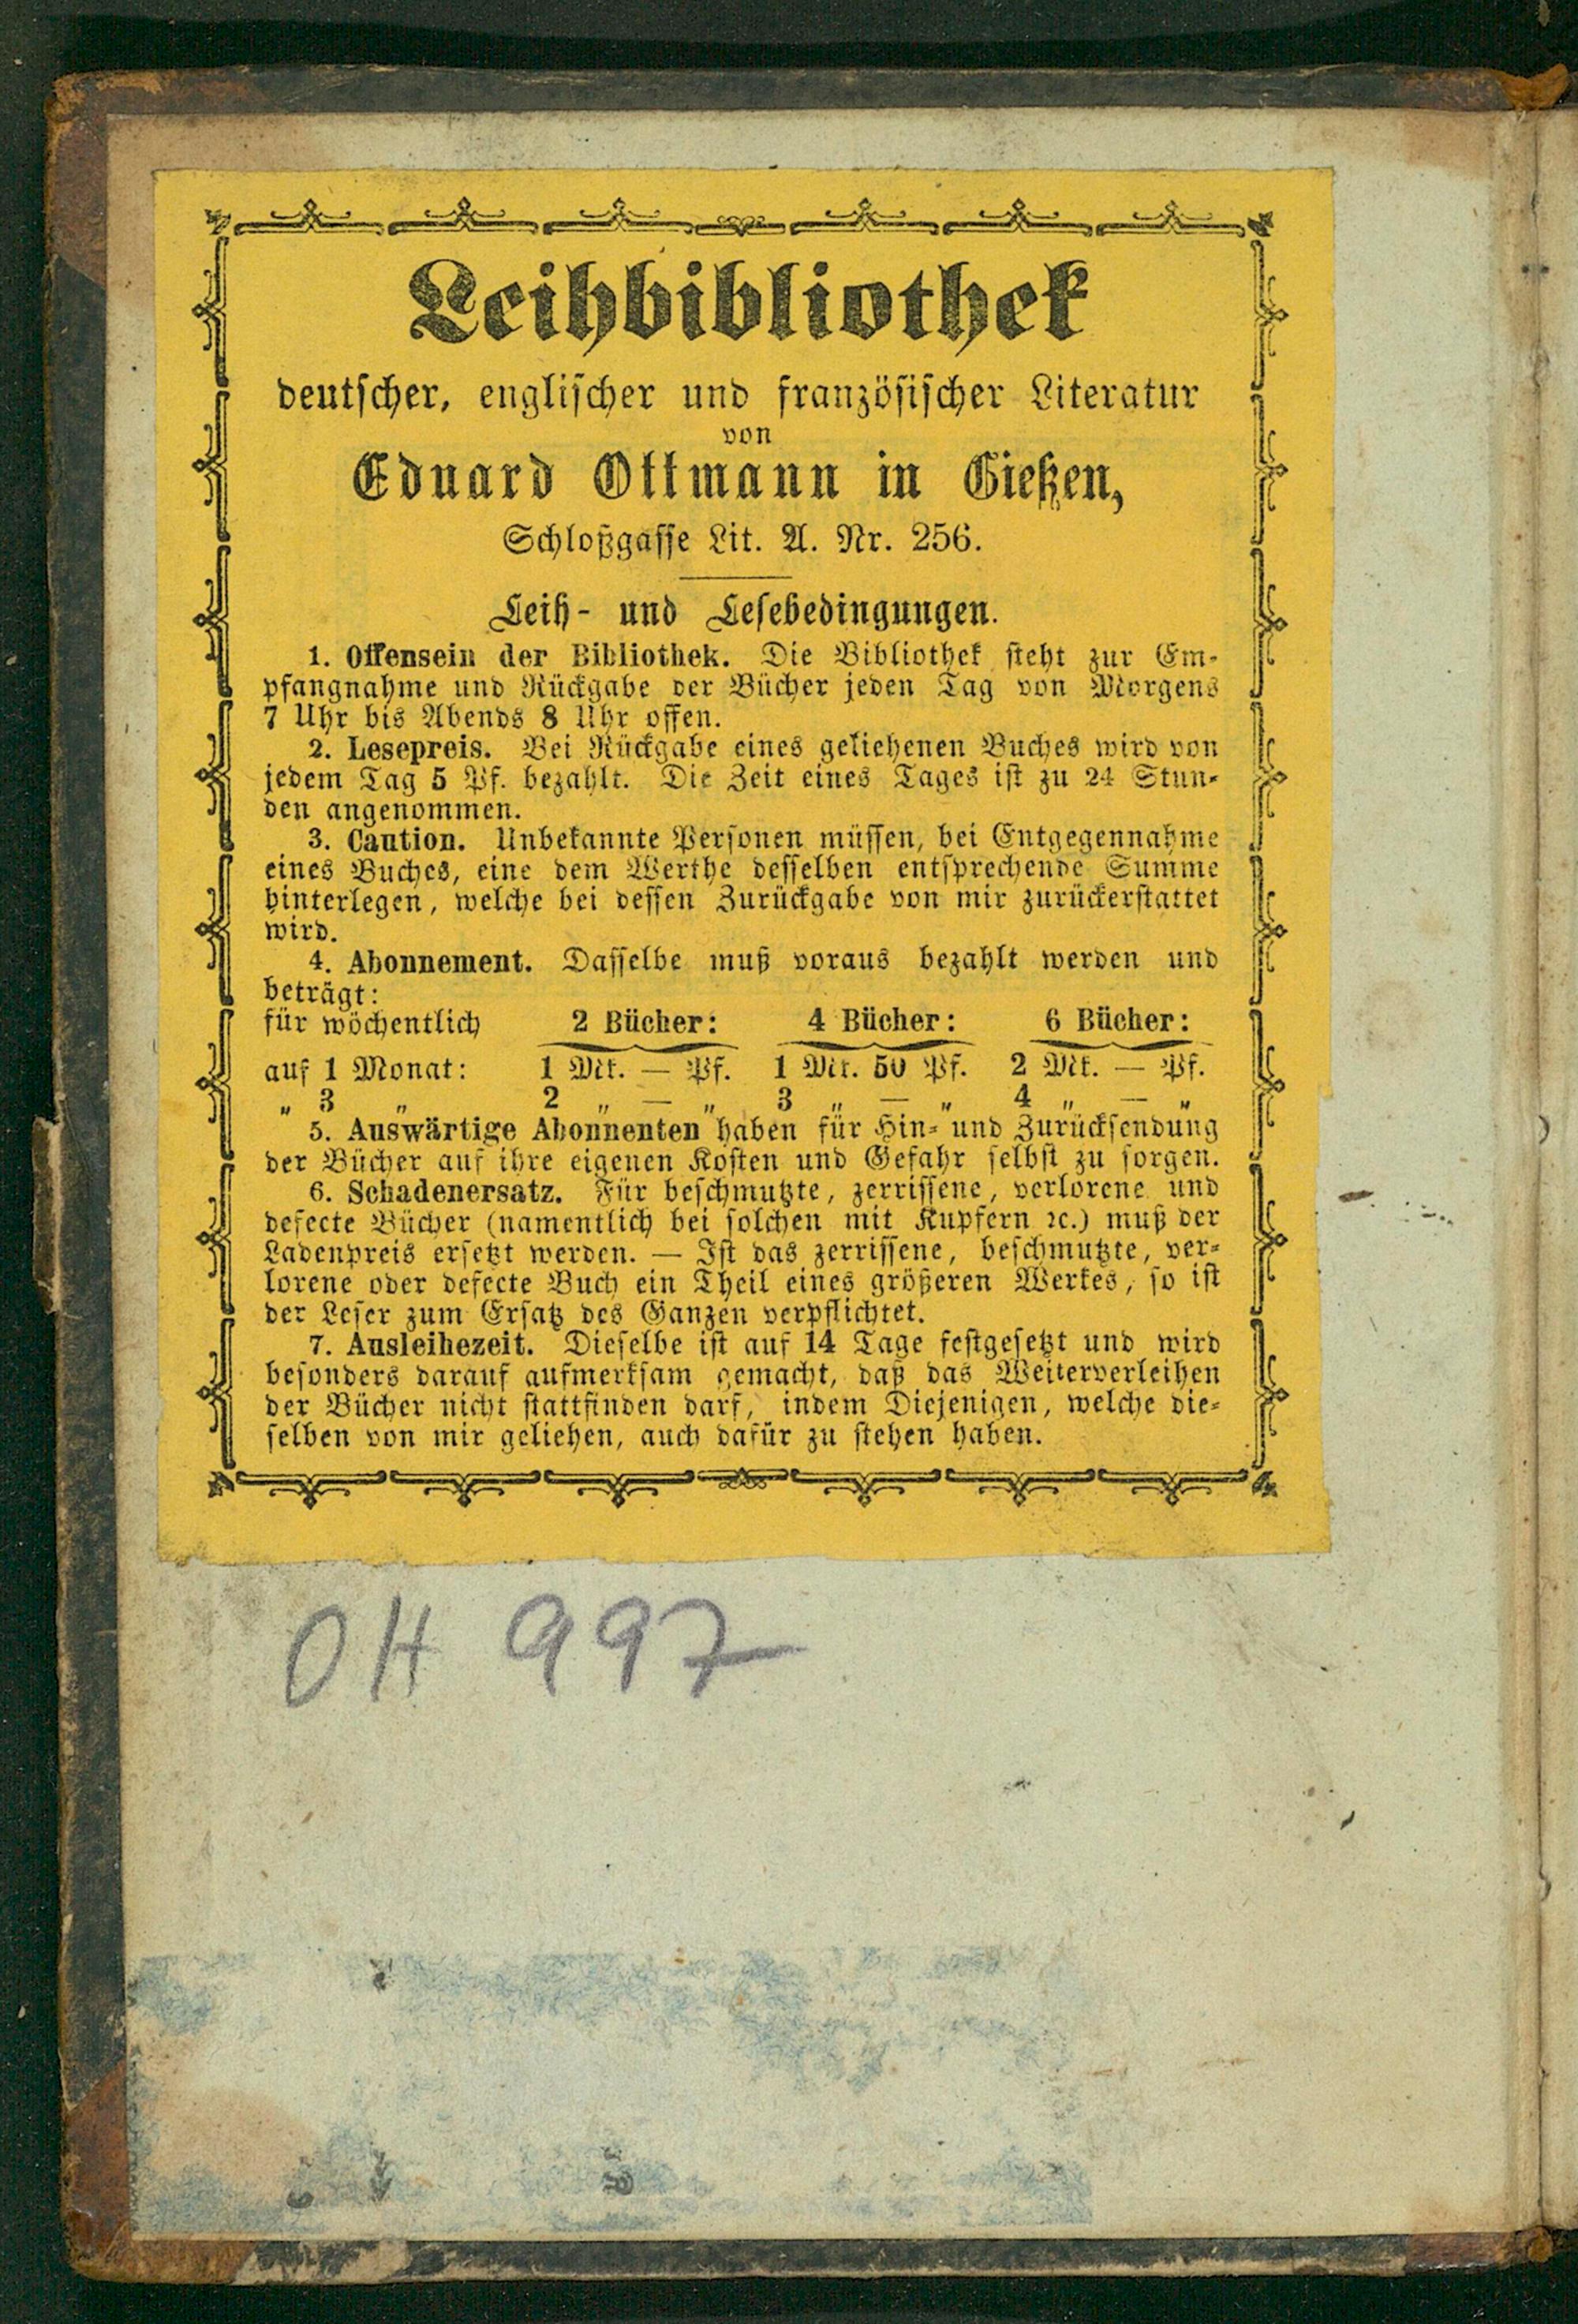 Leihbibliothek
deutscher, englischer und französischer Literatur
von
Eduard Ottmann in Gießen,
Schloßgasse Lit. A. Nr. 256.
Leih- und Lesebedingungen.
1. Offensein der Bibliothek. Die Bibliothek steht zur Em-
pfangnahme und Rückgabe der Bücher jeden Tag von Morgens
7 Uhr bis Abends 8 Uhr offen.
2. Lesepreis. Bei Rückgabe eines geliehenen Buches wird von
jedem Tag 5 Pf. bezahlt. Die Zeit eines Tages ist zu 24 Stun-
den angenommen.
3. Caution. Unbekannte Personen müssen, bei Entgegennahme
eines Buches, eine dem Werthe desselben entsprechende Summe
hinterlegen, welche bei dessen Zurückgabe von mir zurückerstattet
wird.
4. Abonnement. Dasselbe muß voraus bezahlt werden und
beträgt:
für wöchentlich 2 Bücher: 4 Bücher: 6 Bücher:
auf 1 Monat: 1 Mk. — Pf. 1 Mk. 50 Pf. 2 Mk. — Pf.
„ 3 „ 2 „ — „ 3 „ — „ 4 „ — „
5. Auswärtige Abonnenten haben für Hin- und Zurücksendung
der Bücher auf ihre eigenen Kosten und Gefahr selbst zu sorgen.
6. Schadenersatz. Für beschmutzte, zerrissene, verlorene und
defecte Bücher (namentlich bei solchen mit Kupfern ꝛc.) muß der
Ladenpreis ersetzt werden. — Ist das zerrissene, beschmutzte, ver-
lorene oder defecte Buch ein Theil eines größeren Werkes, so ist
der Leser zum Ersatz des Ganzen verpflichtet.
7. Ausleihezeit. Dieselbe ist auf 14 Tage festgesetzt und wird
besonders darauf aufmerksam gemacht, daß das Weiterverleihen
der Bücher nicht stattfinden darf, indem Diejenigen, welche die-
selben von mir geliehen, auch dafür zu stehen haben.
OH 997